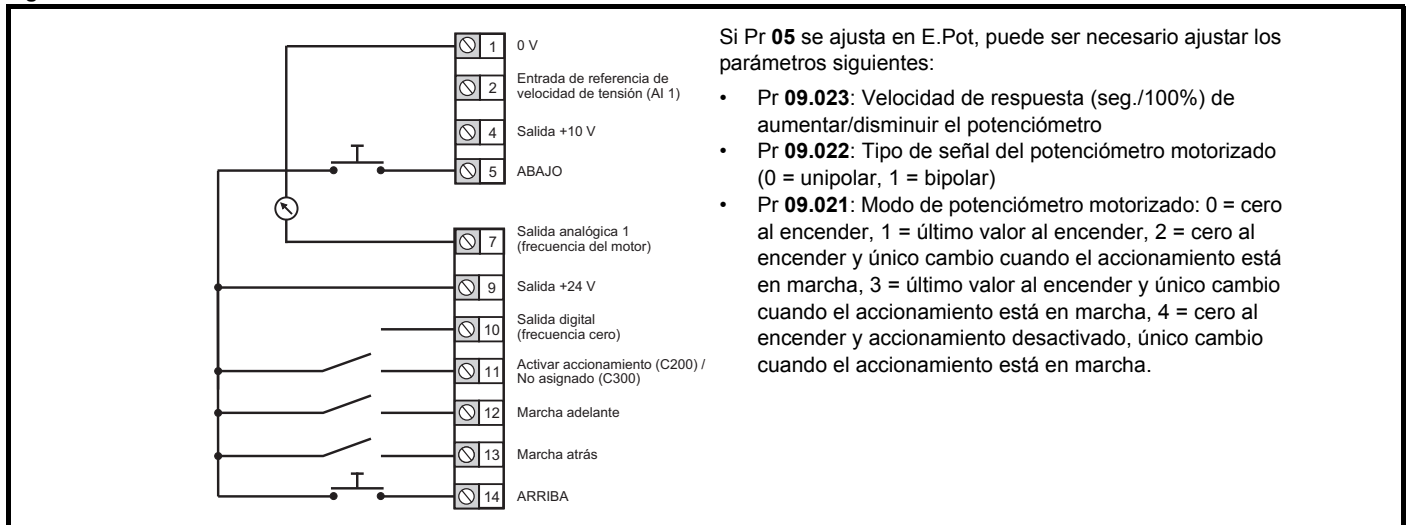 1 0 V
2 Entrada de referencia de
velocidad de tensión (AI 1)
4 Salida +10 V
5 ABAJO
7 Salida analógica 1
(frecuencia del motor)
9 Salida +24 V
10 Salida digital
(frecuencia cero)
11 Activar accionamiento (C200) /
No asignado (C300)
12 Marcha adelante
13 Marcha atrás
14 ARRIBA
Si Pr 05 se ajusta en E.Pot, puede ser necesario ajustar los
parámetros siguientes:
• Pr 09.023: Velocidad de respuesta (seg./100%) de
aumentar/disminuir el potenciómetro
• Pr 09.022: Tipo de señal del potenciómetro motorizado
(0 = unipolar, 1 = bipolar)
• Pr 09.021: Modo de potenciómetro motorizado: 0 = cero
al encender, 1 = último valor al encender, 2 = cero al
encender y único cambio cuando el accionamiento está
en marcha, 3 = último valor al encender y único cambio
cuando el accionamiento está en marcha, 4 = cero al
encender y accionamiento desactivado, único cambio
cuando el accionamiento está en marcha.